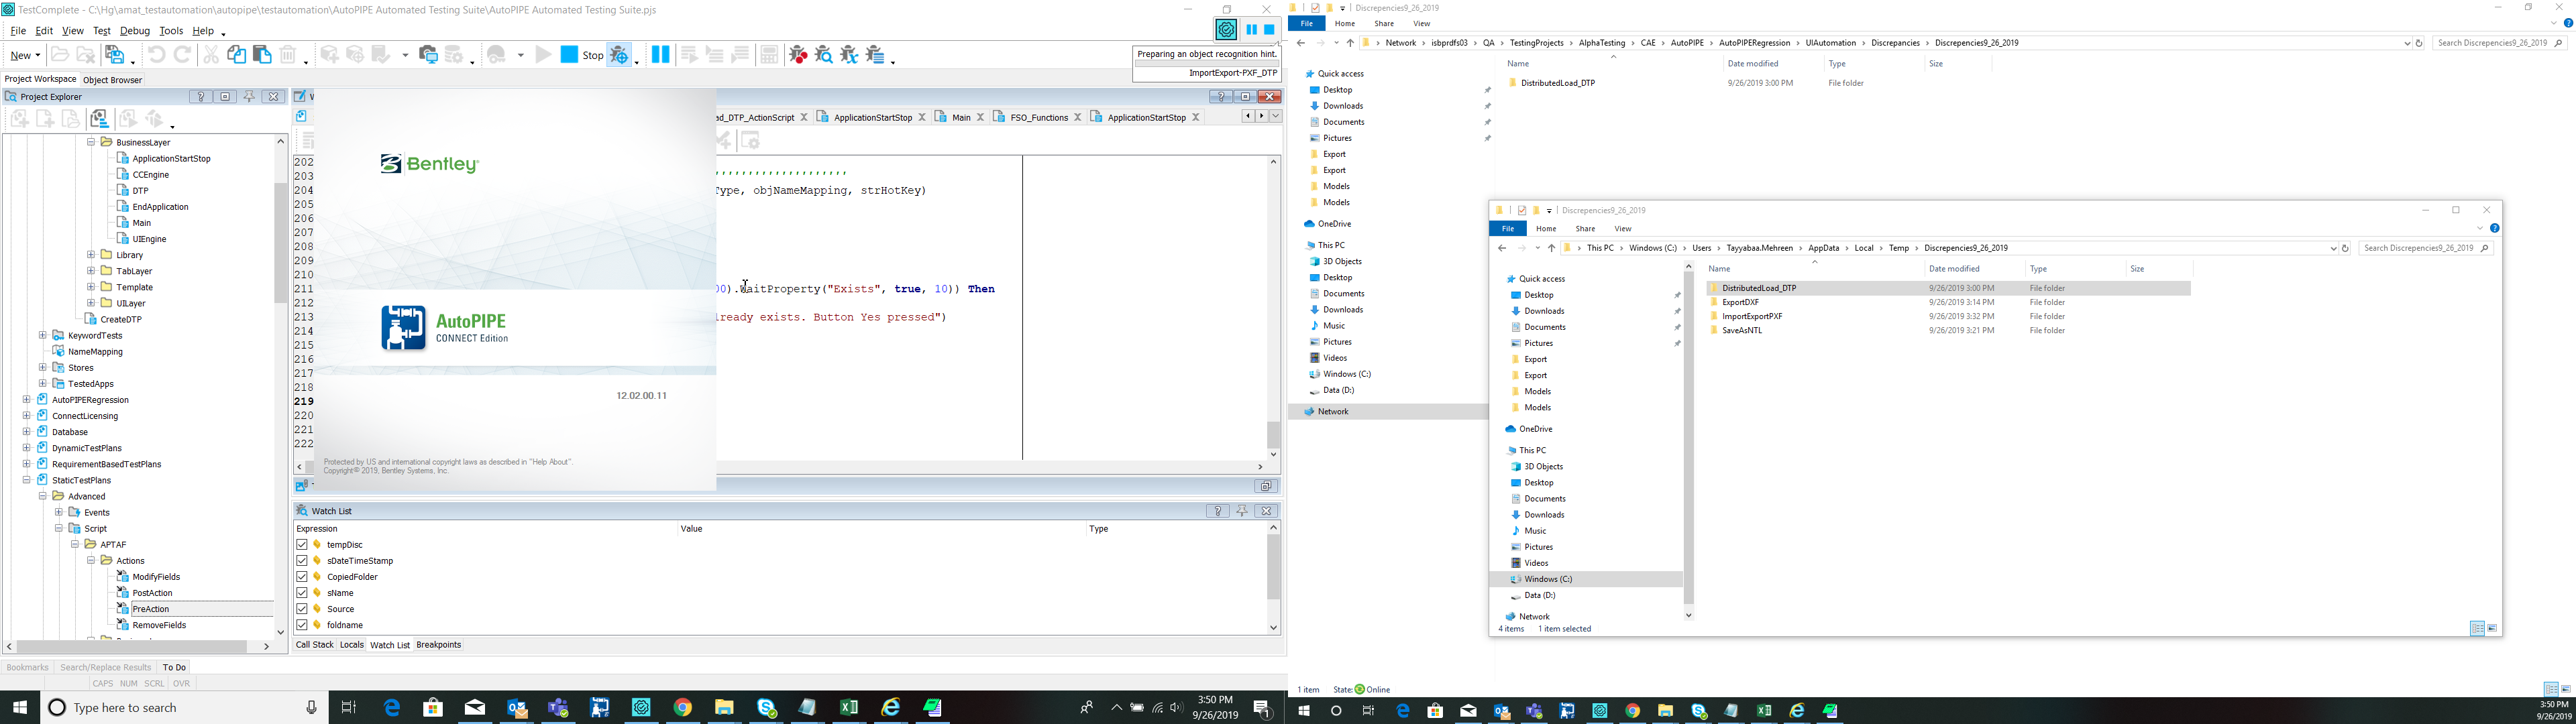 TestComplete - C:\Hg\amat_testautomation\autopipe\testautomation\AutoPIPE Automated Testing Suite\AutoPIPE Automated Testing Suite.pjs
File Edit View Test Debug Tools Help
New
Stop
Preparing an object recognition hint.
ImportExport-PXF_DTP
Project Workspace Object Browser
Project Explorer
BusinessLayer
ApplicationStartStop
CCEngine
DTP
EndApplication
Main
UIEngine
Library
TabLayer
Template
UILayer
CreateDTP
KeywordTests
NameMapping
Stores
TestedApps
AutoPIPERegression
ConnectLicensing
Database
DynamicTestPlans
RequirementBasedTestPlans
StaticTestPlans
Advanced
Events
Script
APTAF
Actions
ModifyFields
PostAction
PreAction
RemoveFields
Bentley
AutoPIPE
CONNECT Edition
12.02.00.11
Protected by US and international copyright laws as described in "Help About".
Copyright© 2019, Bentley Systems, Inc.
ad_DTP_ActionScript ApplicationStartStop Main FSO_Functions ApplicationStartStop
202
203
204 Type, objNameMapping, strHotKey)
205
206
207
208
209
210
211 00).WaitProperty("Exists", true, 10)) Then
212
213 lready exists. Button Yes pressed")
214
215
216
217
218
219
220
221
222
Watch List
Expression Value Type
tempDisc
sDateTimeStamp
CopiedFolder
sName
Source
foldname
Call Stack Locals Watch List Breakpoints
Bookmarks Search/Replace Results To Do
CAPS NUM SCRL OVR
Type here to search
3:50 PM
9/26/2019
1
Discrepencies9_26_2019
File Home Share View
Network isbprdfs03 QA TestingProjects AlphaTesting CAE AutoPIPE AutoPIPERegression UIAutomation Discrepancies Discrepencies9_26_2019
Search Discrepencies9_26_2019
Name Date modified Type Size
DistributedLoad_DTP 9/26/2019 3:00 PM File folder
Quick access
Desktop
Downloads
Documents
Pictures
Export
Export
Models
Models
OneDrive
This PC
3D Objects
Desktop
Documents
Downloads
Music
Pictures
Videos
Windows (C:)
Data (D:)
Network
1 item State: Online
Discrepencies9_26_2019
File Home Share View
This PC Windows (C:) Users Tayyabaa.Mehreen AppData Local Temp Discrepencies9_26_2019
Search Discrepencies9_26_2019
Name Date modified Type Size
DistributedLoad_DTP 9/26/2019 3:00 PM File folder
ExportDXF 9/26/2019 3:14 PM File folder
ImportExportPXF 9/26/2019 3:32 PM File folder
SaveAsNTL 9/26/2019 3:21 PM File folder
Quick access
Desktop
Downloads
Documents
Pictures
Export
Export
Models
Models
OneDrive
This PC
3D Objects
Desktop
Documents
Downloads
Music
Pictures
Videos
Windows (C:)
Data (D:)
Network
4 items 1 item selected
3:50 PM
9/26/2019